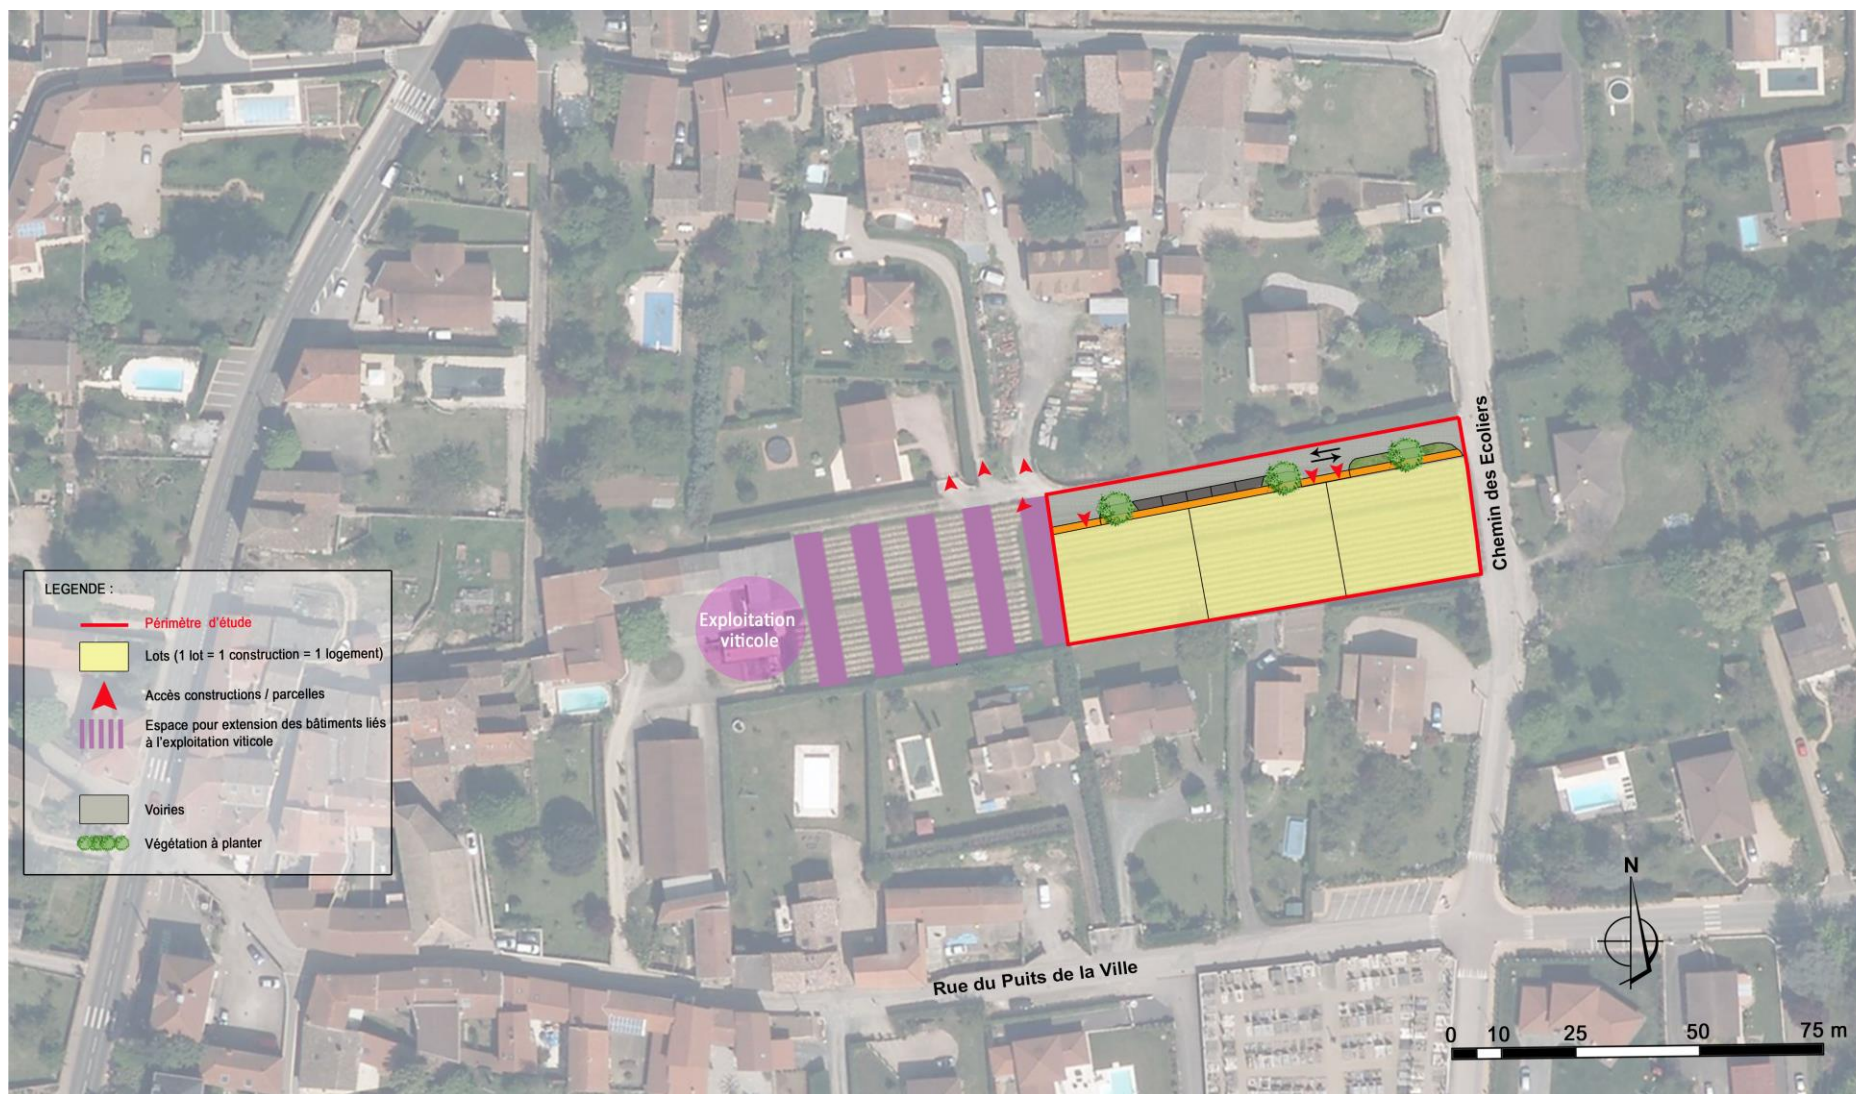 Chemin des Ecoliers
Exploitation
viticole
LEGENDE :
Périmètre d'étude
Lots (1 lot = 1 construction = 1 logement)
Accès constructions / parcelles
Espace pour extension des bâtiments liés
à l'exploitation viticole
Voiries
Végétation à planter
Rue du Puits de la Ville
N
0 10 25 50 75 m